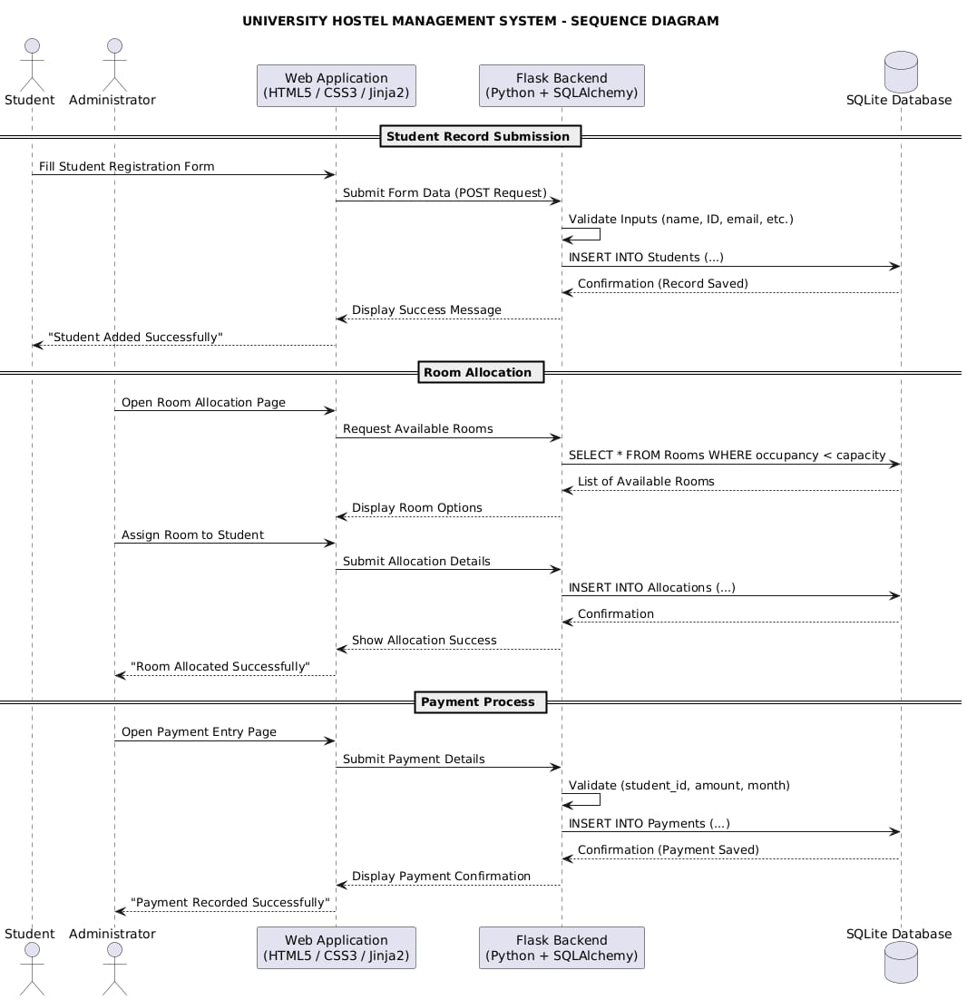 UNIVERSITY HOSTEL MANAGEMENT SYSTEM - SEQUENCE DIAGRAM
Student
Administrator
Web Application
(HTML5 / CSS3 / Jinja2)
Flask Backend
(Python + SQLAlchemy)
SQLite Database
Student Record Submission
Fill Student Registration Form
Submit Form Data (POST Request)
Validate Inputs (name, ID, email, etc.)
INSERT INTO Students (...)
Confirmation (Record Saved)
Display Success Message
"Student Added Successfully"
Room Allocation
Open Room Allocation Page
Request Available Rooms
SELECT * FROM Rooms WHERE occupancy < capacity
List of Available Rooms
Display Room Options
Assign Room to Student
Submit Allocation Details
INSERT INTO Allocations (...)
Confirmation
Show Allocation Success
"Room Allocated Successfully"
Payment Process
Open Payment Entry Page
Submit Payment Details
Validate (student_id, amount, month)
INSERT INTO Payments (...)
Confirmation (Payment Saved)
Display Payment Confirmation
"Payment Recorded Successfully"
Student
Administrator
Web Application
(HTML5 / CSS3 / Jinja2)
Flask Backend
(Python + SQLAlchemy)
SQLite Database